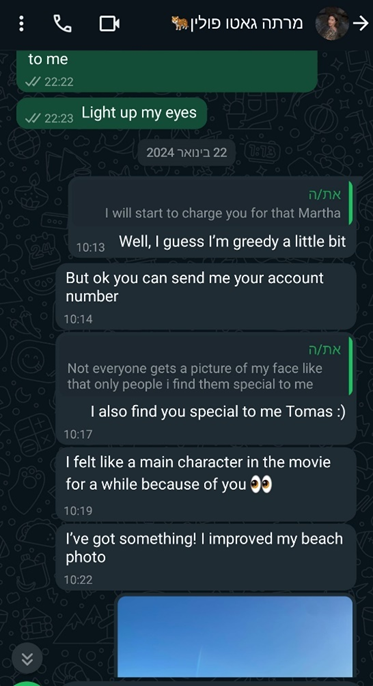 מרתה גאטו פולין🐅
to me
22:22
Light up my eyes
22:23
22 בינואר 2024
את/ה
I will start to charge you for that Martha
Well, I guess I'm greedy a little bit
10:13
But ok you can send me your account
number
10:14
את/ה
Not everyone gets a picture of my face like
that only people i find them special to me
I also find you special to me Tomas :)
10:17
I felt like a main character in the movie
for a while because of you 👀
10:19
I've got something! I improved my beach
photo
10:22